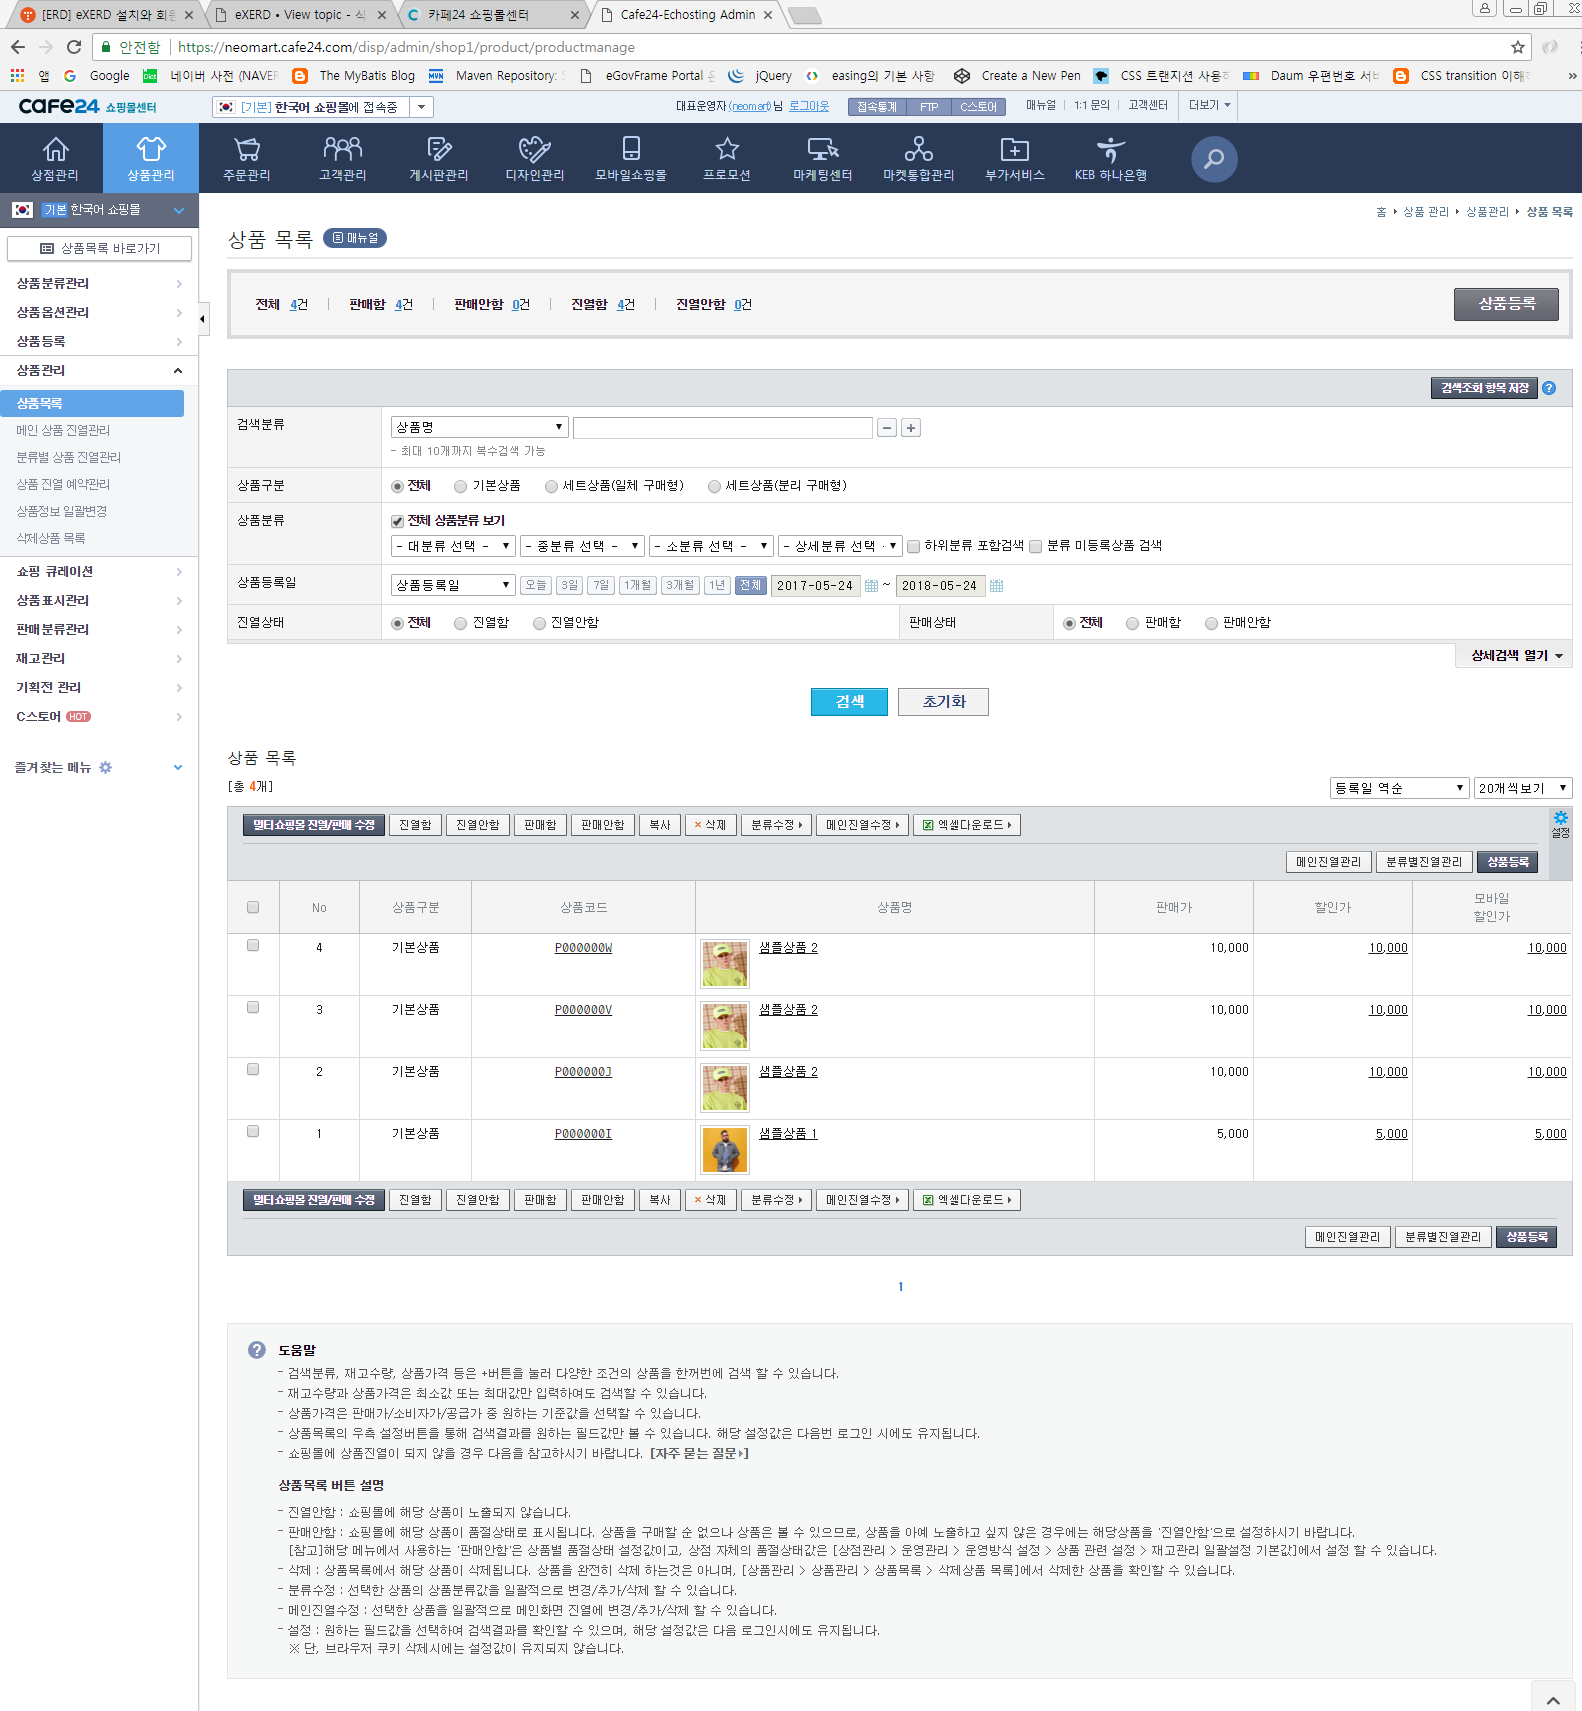 [ERD] eXERD 설치와 회원
eXERD • View topic - 식
카페24 쇼핑몰센터
Cafe24-Echosting Admin
안전함 https://neomart.cafe24.com/disp/admin/shop1/product/productmanage
앱 Google 네이버 사전 (NAVER The MyBatis Blog Maven Repository: eGovFrame Portal 온 jQuery easing의 기본 사항 Create a New Pen CSS 트랜지션 사용하 Daum 우편번호 서비 CSS transition 이해하
cafe24 쇼핑몰센터
[기본] 한국어 쇼핑몰에 접속중
대표운영자(neomart)님 로그아웃
접속통계 FTP C스토어
매뉴얼 1:1 문의 고객센터 더보기
상점관리 상품관리 주문관리 고객관리 게시판관리 디자인관리 모바일쇼핑몰 프로모션 마케팅센터 마켓통합관리 부가서비스 KEB 하나은행
기본 한국어 쇼핑몰
상품목록 바로가기
상품분류관리
상품옵션관리
상품등록
상품관리
상품목록
메인 상품 진열관리
분류별 상품 진열관리
상품 진열 예약관리
상품정보 일괄변경
삭제상품 목록
쇼핑 큐레이션
상품표시관리
판매분류관리
재고관리
기획전 관리
C스토어 HOT
즐겨찾는 메뉴
홈 상품 관리 상품관리 상품 목록
상품 목록 매뉴얼
전체 4건 판매함 4건 판매안함 0건 진열함 4건 진열안함 0건 상품등록
검색조회 항목 저장
검색분류 상품명
- 최대 10개까지 복수검색 가능
상품구분 전체 기본상품 세트상품(일체 구매형) 세트상품(분리 구매형)
상품분류 전체 상품분류 보기
- 대분류 선택 - - 중분류 선택 - - 소분류 선택 - - 상세분류 선택 - 하위분류 포함검색 분류 미등록상품 검색
상품등록일 상품등록일 오늘 3일 7일 1개월 3개월 1년 전체 2017-05-24 ~ 2018-05-24
진열상태 전체 진열함 진열안함 판매상태 전체 판매함 판매안함
상세검색 열기
검색 초기화
상품 목록
[총 4개]
등록일 역순 20개씩보기
멀티쇼핑몰 진열/판매 수정 진열함 진열안함 판매함 판매안함 복사 × 삭제 분류수정 메인진열수정 엑셀다운로드
설정
메인진열관리 분류별진열관리 상품등록
No 상품구분 상품코드 상품명 판매가 할인가 모바일 할인가
4 기본상품 P000000W 샘플상품 2 10,000 10,000 10,000
3 기본상품 P000000V 샘플상품 2 10,000 10,000 10,000
2 기본상품 P000000J 샘플상품 2 10,000 10,000 10,000
1 기본상품 P000000I 샘플상품 1 5,000 5,000 5,000
멀티쇼핑몰 진열/판매 수정 진열함 진열안함 판매함 판매안함 복사 × 삭제 분류수정 메인진열수정 엑셀다운로드
메인진열관리 분류별진열관리 상품등록
1
도움말
- 검색분류, 재고수량, 상품가격 등은 +버튼을 눌러 다양한 조건의 상품을 한꺼번에 검색 할 수 있습니다.
- 재고수량과 상품가격은 최소값 또는 최대값만 입력하여도 검색할 수 있습니다.
- 상품가격은 판매가/소비자가/공급가 중 원하는 기준값을 선택할 수 있습니다.
- 상품목록의 우측 설정버튼을 통해 검색결과를 원하는 필드값만 볼 수 있습니다. 해당 설정값은 다음번 로그인 시에도 유지됩니다.
- 쇼핑몰에 상품진열이 되지 않을 경우 다음을 참고하시기 바랍니다. [자주 묻는 질문]
상품목록 버튼 설명
- 진열안함 : 쇼핑몰에 해당 상품이 노출되지 않습니다.
- 판매안함 : 쇼핑몰에 해당 상품이 품절상태로 표시됩니다. 상품을 구매할 순 없으나 상품은 볼 수 있으므로, 상품을 아예 노출하고 싶지 않은 경우에는 해당상품을 '진열안함'으로 설정하시기 바랍니다.
[참고]해당 메뉴에서 사용하는 '판매안함'은 상품별 품절상태 설정값이고, 상점 자체의 품절상태값은 [상점관리 > 운영관리 > 운영방식 설정 > 상품 관련 설정 > 재고관리 일괄설정 기본값]에서 설정 할 수 있습니다.
- 삭제 : 상품목록에서 해당 상품이 삭제됩니다. 상품을 완전히 삭제 하는것은 아니며, [상품관리 > 상품관리 > 상품목록 > 삭제상품 목록]에서 삭제한 상품을 확인할 수 있습니다.
- 분류수정 : 선택한 상품의 상품분류값을 일괄적으로 변경/추가/삭제 할 수 있습니다.
- 메인진열수정 : 선택한 상품을 일괄적으로 메인화면 진열에 변경/추가/삭제 할 수 있습니다.
- 설정 : 원하는 필드값을 선택하여 검색결과를 확인할 수 있으며, 해당 설정값은 다음 로그인시에도 유지됩니다.
※ 단, 브라우저 쿠키 삭제시에는 설정값이 유지되지 않습니다.